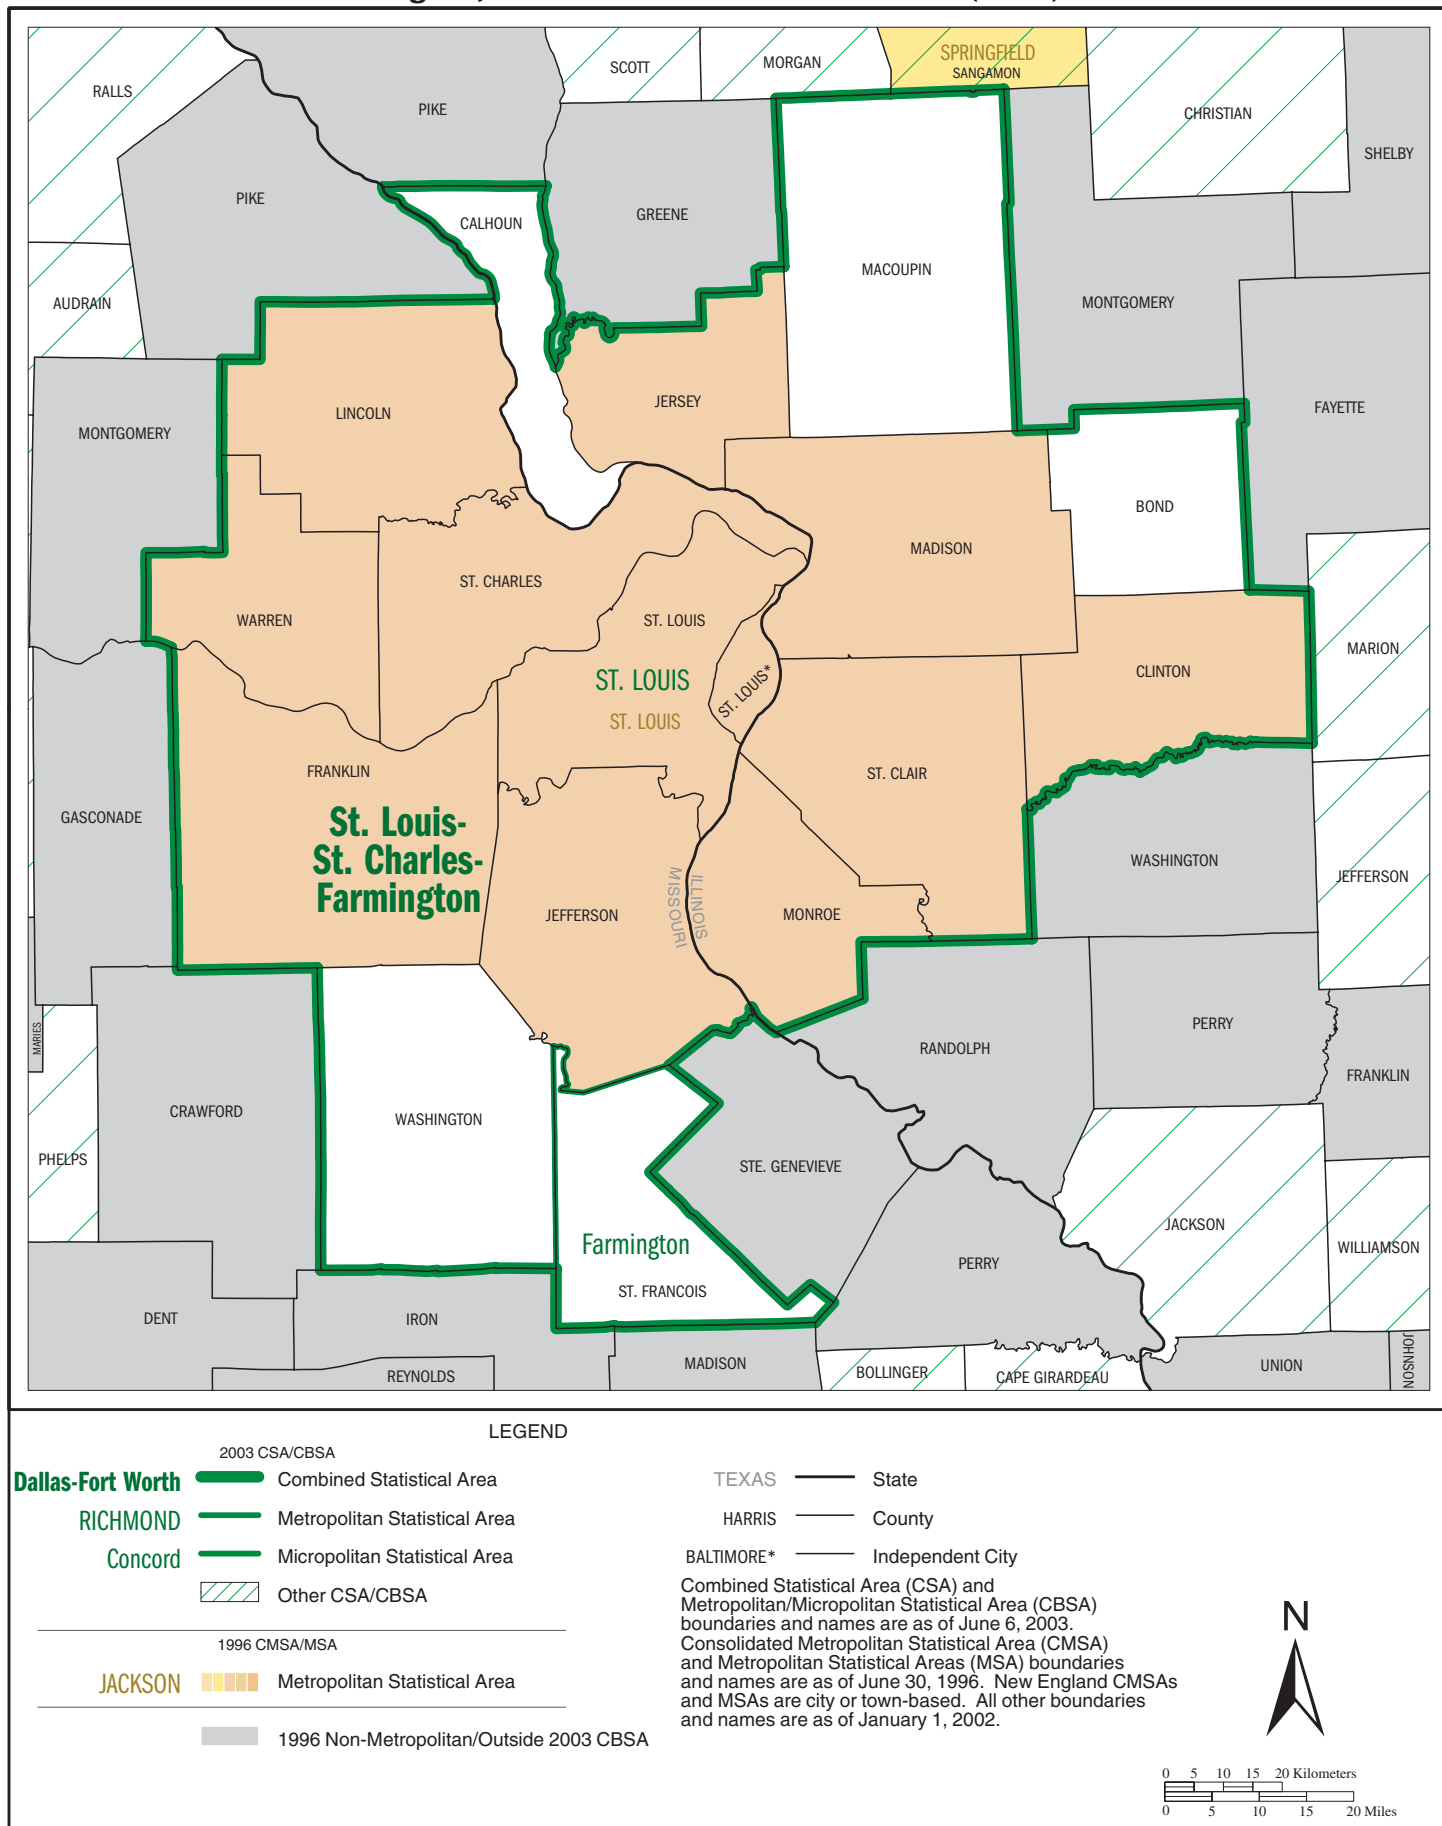 RALLS
PIKE
SCOTT
MORGAN
SPRINGFIELD
SANGAMON
CHRISTIAN
SHELBY
PIKE
CALHOUN
GREENE
MACOUPIN
MONTGOMERY
AUDRAIN
LINCOLN
JERSEY
FAYETTE
MONTGOMERY
BOND
MADISON
ST. CHARLES
WARREN
ST. LOUIS
MARION
CLINTON
ST. LOUIS
ST. LOUIS*
ST. LOUIS
FRANKLIN
ST. CLAIR
GASCONADE
St. Louis-
St. Charles-
Farmington
WASHINGTON
JEFFERSON
JEFFERSON
MISSOURI
ILLINOIS
MONROE
MARIES
RANDOLPH
PERRY
FRANKLIN
CRAWFORD
WASHINGTON
PHELPS
STE. GENEVIEVE
JACKSON
WILLIAMSON
Farmington
PERRY
ST. FRANCOIS
DENT
IRON
MADISON
REYNOLDS
BOLLINGER
CAPE GIRARDEAU
UNION
JOHNSON
LEGEND
2003 CSA/CBSA
Dallas-Fort Worth Combined Statistical Area
RICHMOND Metropolitan Statistical Area
Concord Micropolitan Statistical Area
Other CSA/CBSA
1996 CMSA/MSA
JACKSON Metropolitan Statistical Area
1996 Non-Metropolitan/Outside 2003 CBSA
TEXAS State
HARRIS County
BALTIMORE* Independent City
Combined Statistical Area (CSA) and
Metropolitan/Micropolitan Statistical Area (CBSA)
boundaries and names are as of June 6, 2003.
Consolidated Metropolitan Statistical Area (CMSA)
and Metropolitan Statistical Areas (MSA) boundaries
and names are as of June 30, 1996. New England CMSAs
and MSAs are city or town-based. All other boundaries
and names are as of January 1, 2002.
N
0 5 10 15 20 Kilometers
0 5 10 15 20 Miles